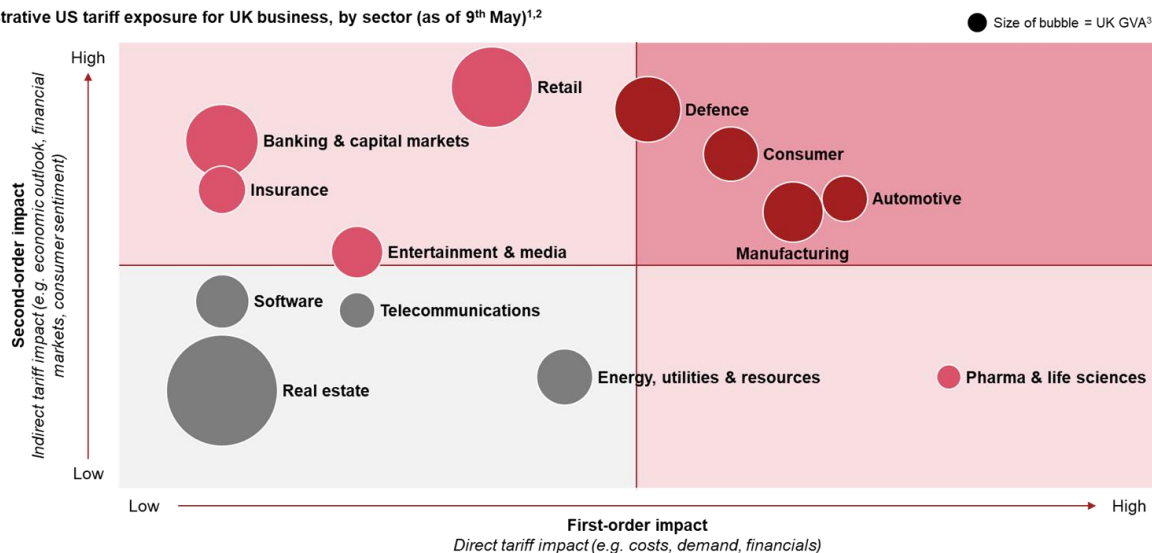 strative US tariff exposure for UK business, by sector (as of 9th May)1,2
Size of bubble = UK GVA3
High
Retail
Defence
Banking & capital markets
Consumer
Insurance
Automotive
Manufacturing
Entertainment & media
Software
Telecommunications
Energy, utilities & resources
Pharma & life sciences
Real estate
Second-order impact
Indirect tariff impact (e.g. economic outlook, financial
markets, consumer sentiment)
Low
Low
High
First-order impact
Direct tariff impact (e.g. costs, demand, financials)